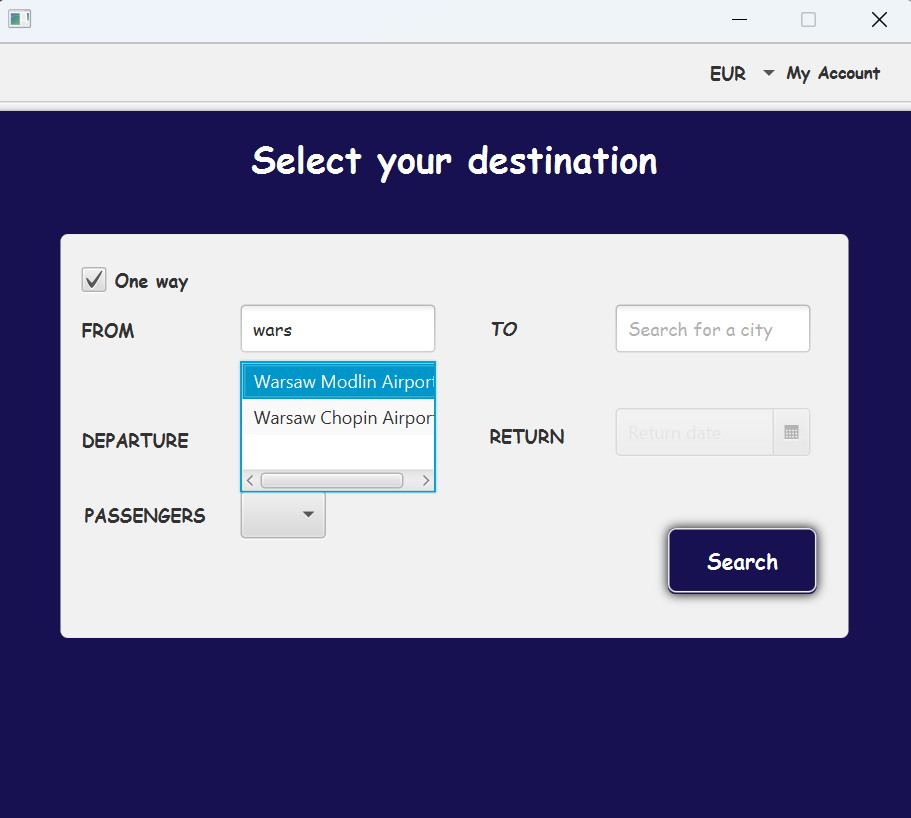 EUR My Account
Select your destination
One way
FROM wars TO Search for a city
Warsaw Modlin Airport
Warsaw Chopin Airport
DEPARTURE RETURN Return date
PASSENGERS
Search